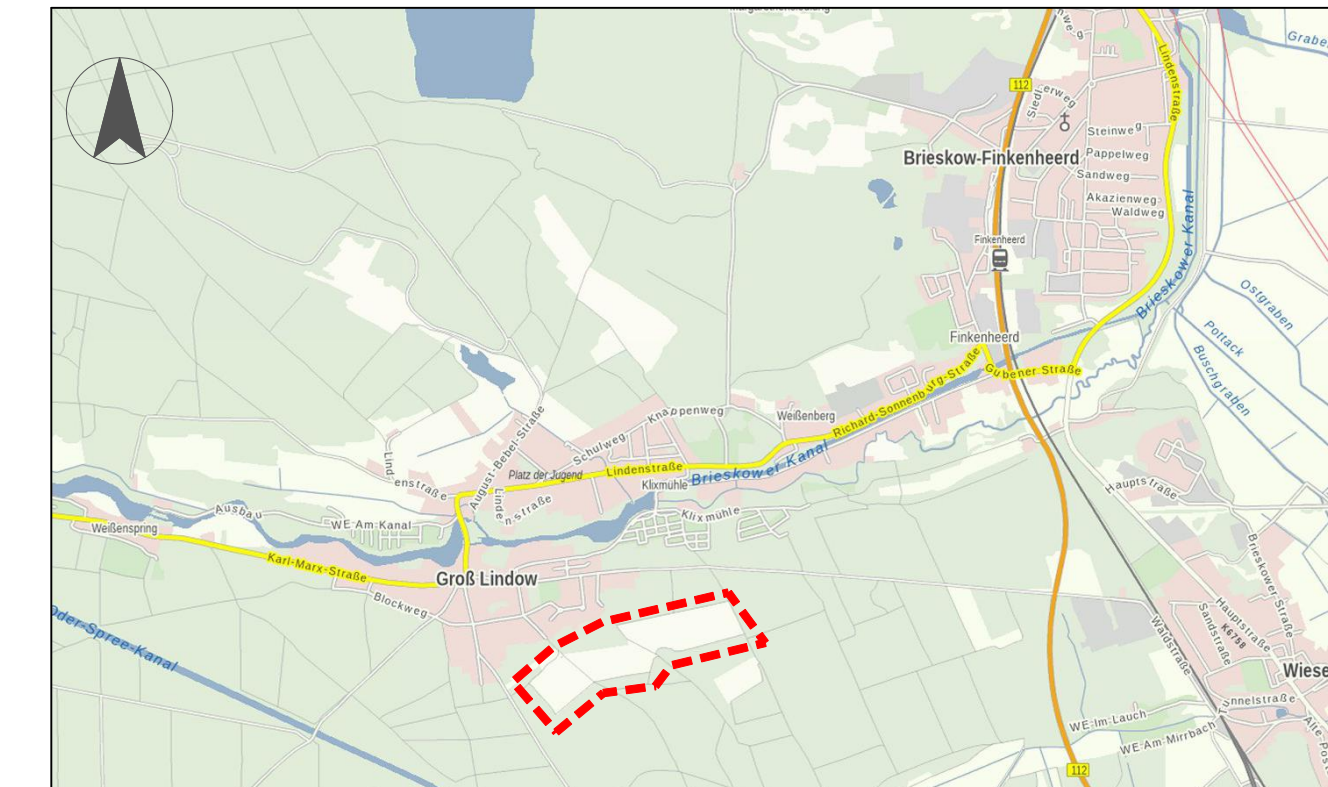 Lindenstraße
112
Siedlerweg
Steinweg
Brieskow-Finkenheerd
Pappelweg
Sandweg
Akazienweg
Waldweg
Brieskower Kanal
Finkenheerd
Ostgraben
Pottack
Buschgraben
Finkenheerd
Gubener Straße
Richard-Sonnenburg-Straße
Weißenberg
Knappenweg
August-Bebel-Straße
Schulweg
Lindenstraße
Platz der Jugend
Lindenstraße
Brieskower Kanal
Klixmühle
Lindenstraße
Klixmühle
Hauptstraße
Ausbau
WE Am Kanal
Weißenspring
Karl-Marx-Straße
Groß Lindow
Blockweg
Oder-Spree-Kanal
Brieskower Straße
Hauptstraße
K6758
Sandstraße
Waldstraße
Wiese
WE Im Lauch
WE Am Mirrbach
112